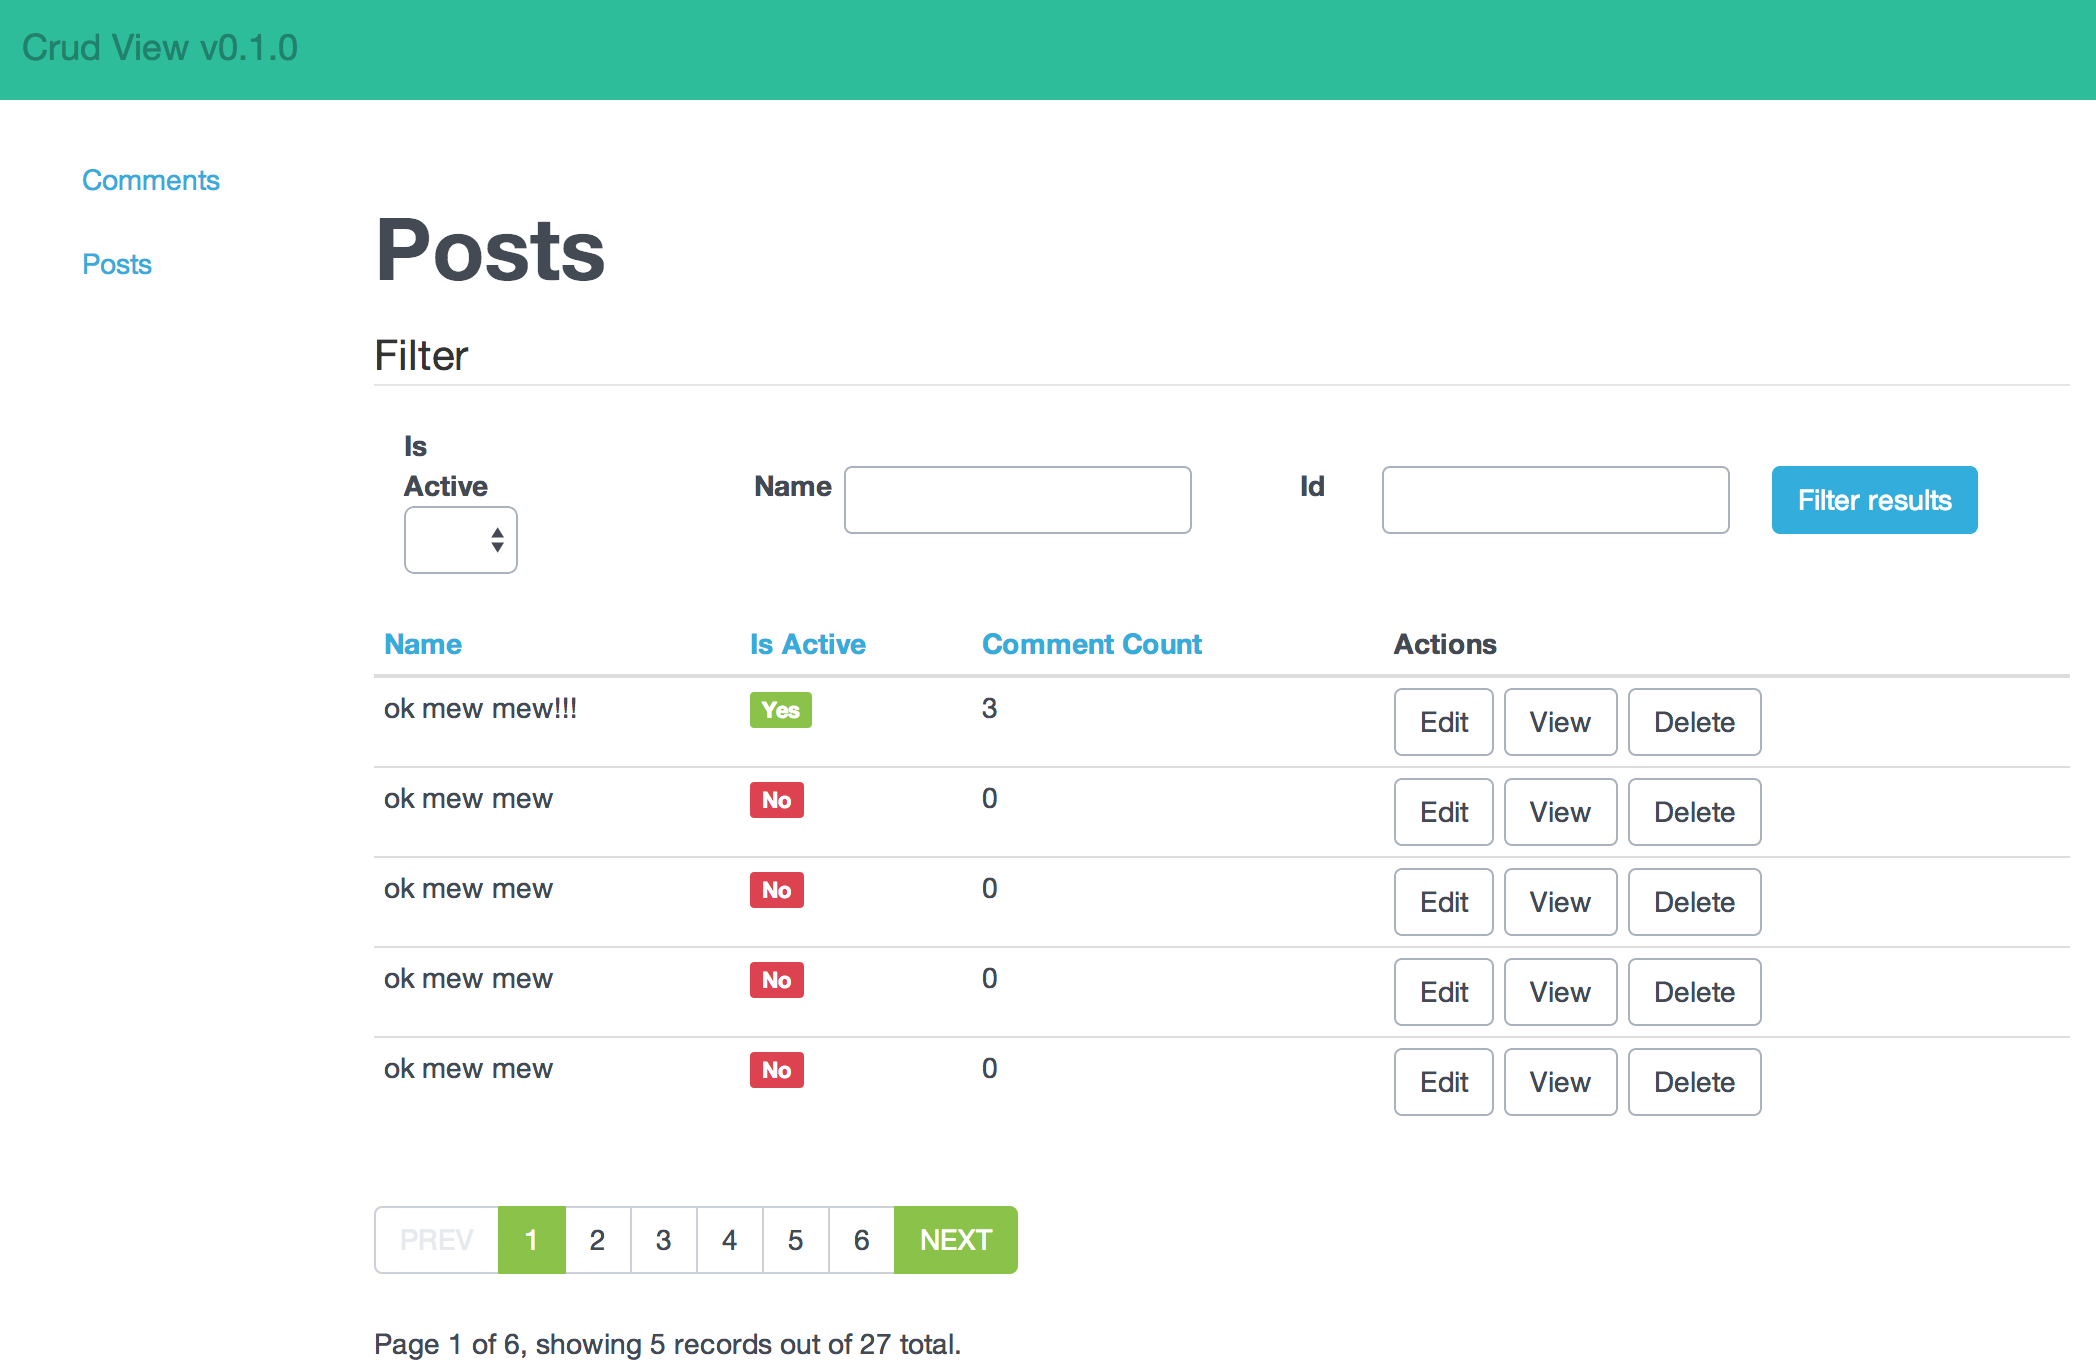 Crud View v0.1.0
Comments
Posts
Posts
Filter
Is
Active
Name
Id
Filter results
Name Is Active Comment Count Actions
ok mew mew!!! Yes 3 Edit View Delete
ok mew mew No 0 Edit View Delete
ok mew mew No 0 Edit View Delete
ok mew mew No 0 Edit View Delete
ok mew mew No 0 Edit View Delete
PREV 1 2 3 4 5 6 NEXT
Page 1 of 6, showing 5 records out of 27 total.